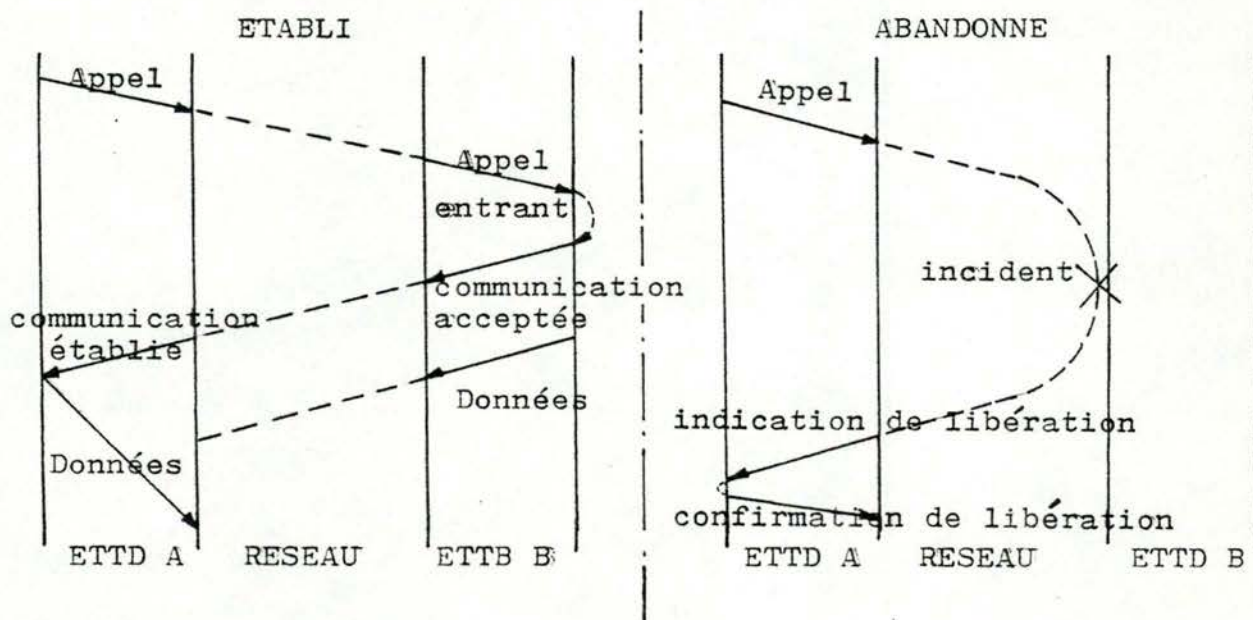 ETABLI
Appel
Appel
entrant
communication
acceptée
communication
établie
Données
Données
ETTD A
RESEAU
ETTB B
ABANDONNE
Appel
incident
indication de libération
confirmation de libération
ETTD A
RESEAU
ETTD B